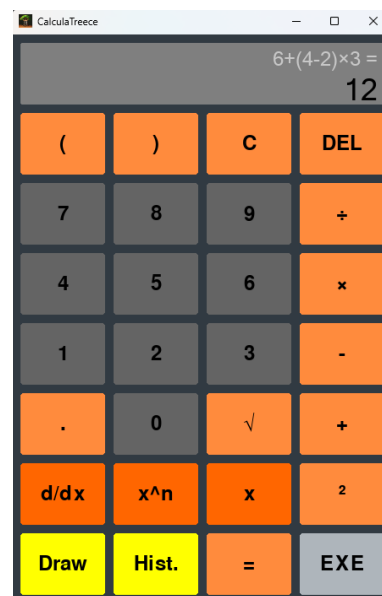 CalculaTreece
6+(4-2)×3 =
12
( ) C DEL
7 8 9 ÷
4 5 6 ×
1 2 3 -
. 0 √ +
d/dx x^n x ²
Draw Hist. = EXE